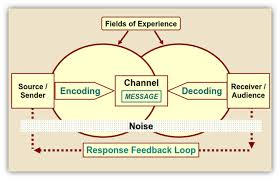 Fields of Experience
Source /
Sender
Encoding
Channel
MESSAGE
Decoding
Receiver /
Audience
Noise
Response Feedback Loop